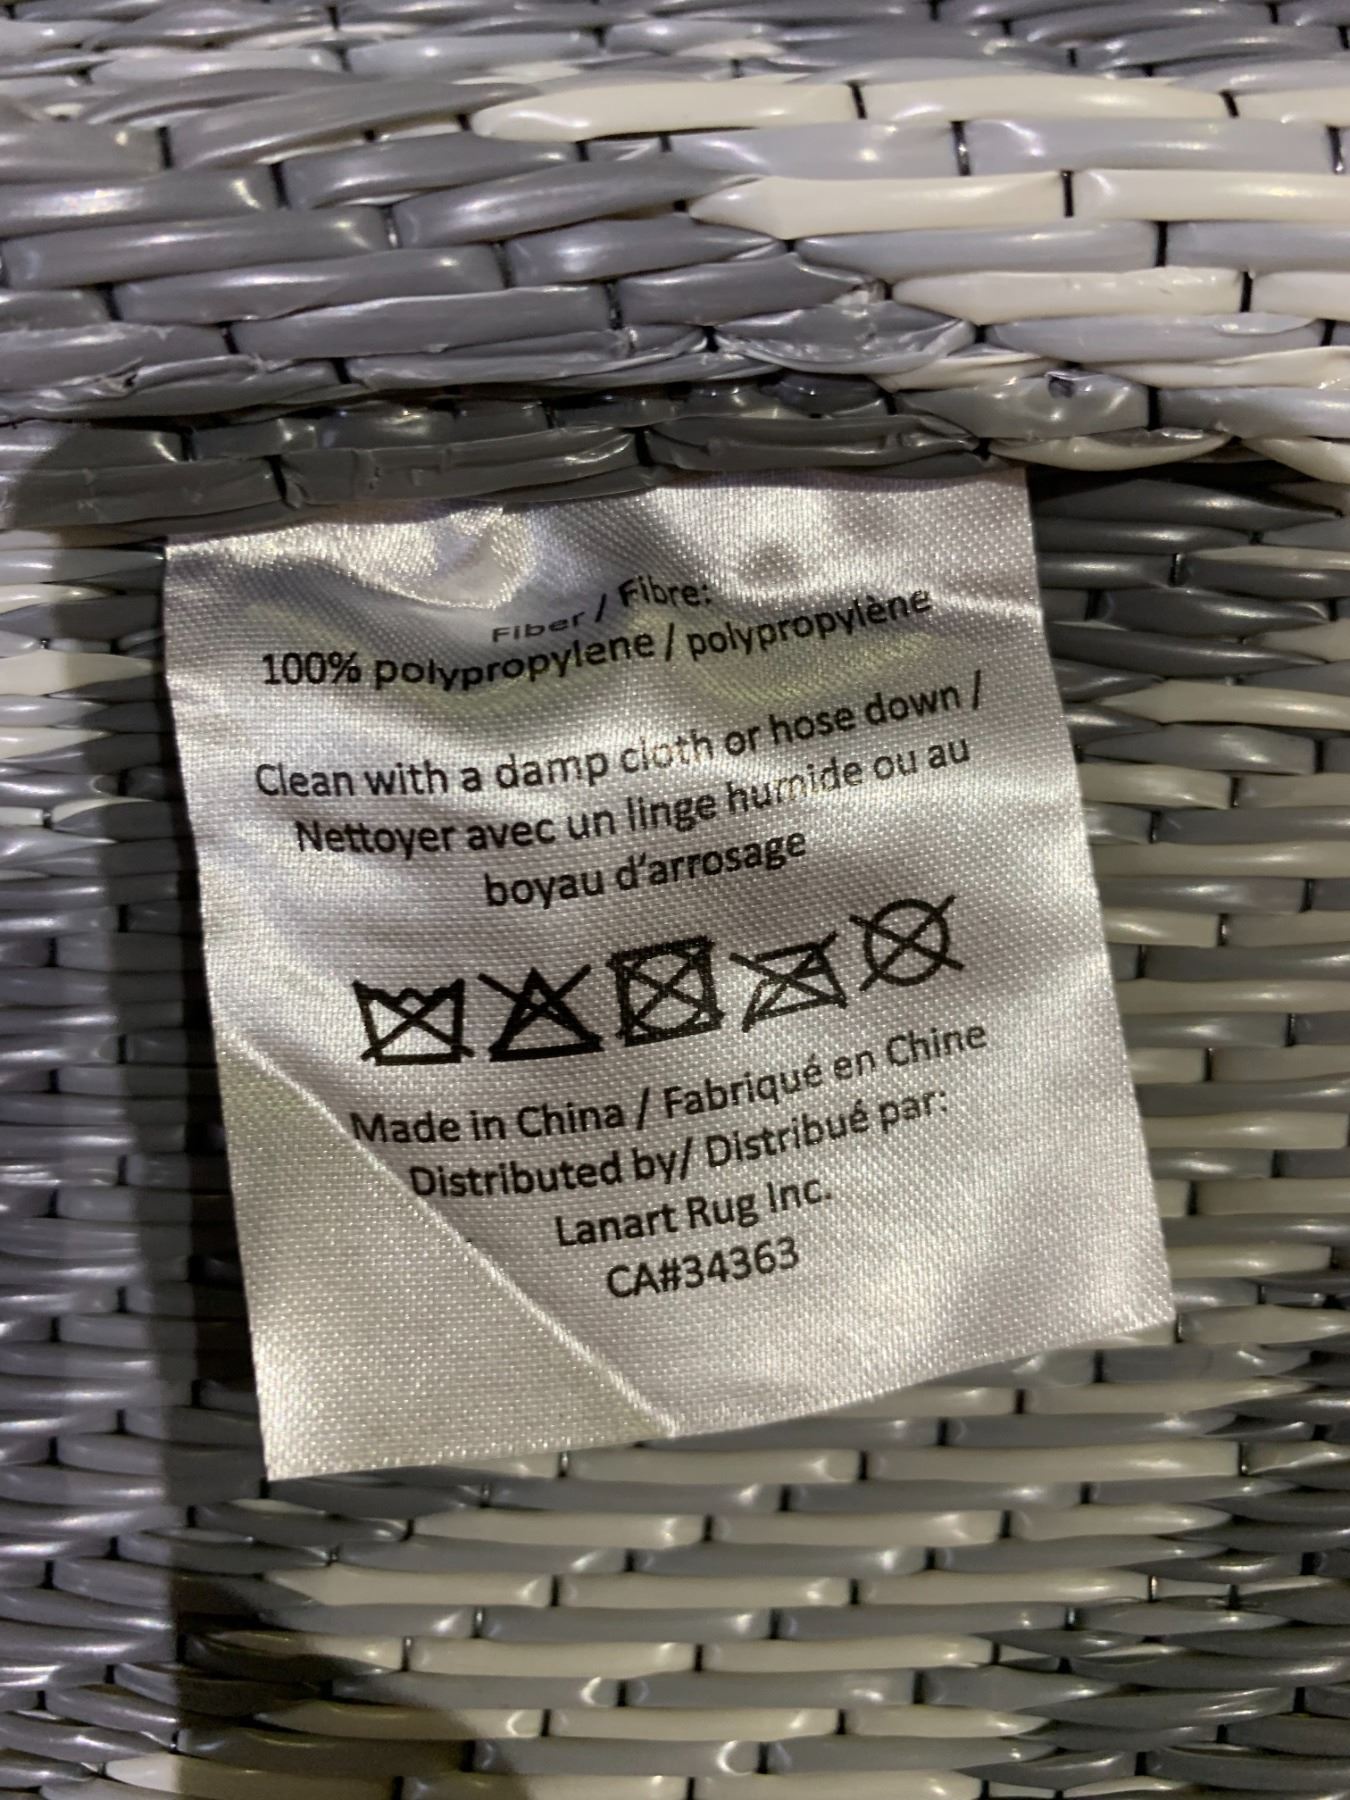 Fiber / Fibre:
100% polypropylene / polypropylène
Clean with a damp cloth or hose down /
Nettoyer avec un linge humide ou au
boyau d'arrosage
Made in China / Fabriqué en Chine
Distributed by/ Distribué par:
Lanart Rug Inc.
CA#34363